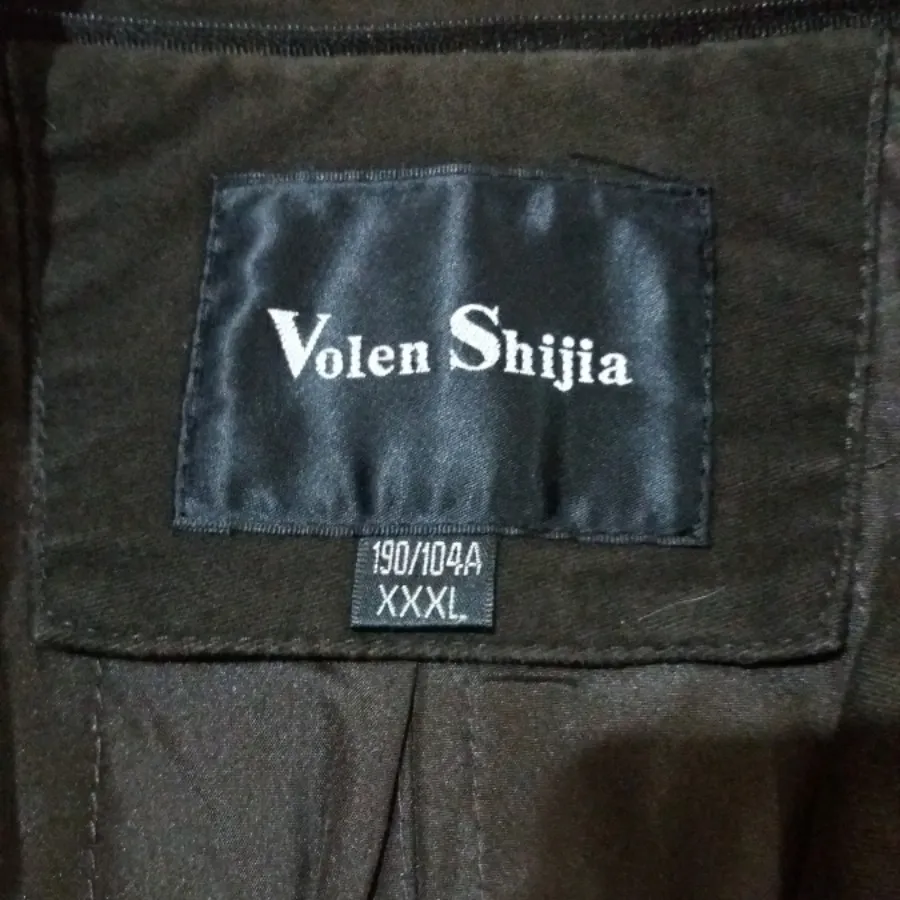 Volen Shijia
190/104A
XXXL